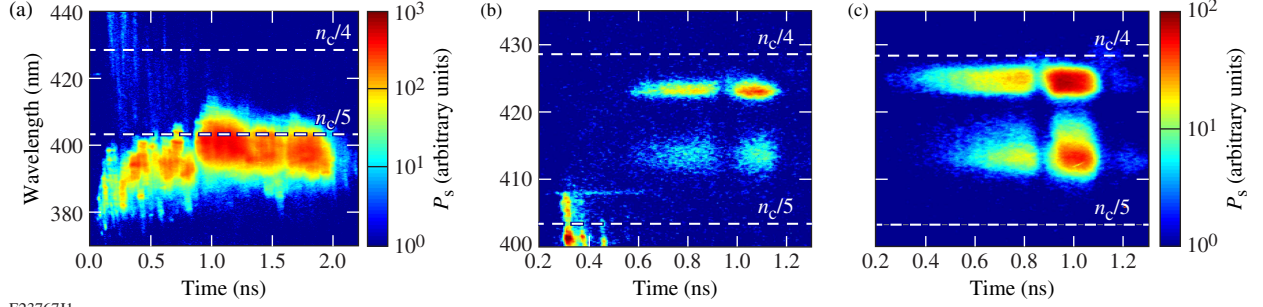 (a)
Wavelength (nm)
440
420
400
380
n_c/4
n_c/5
0.0 0.5 1.0 1.5 2.0
Time (ns)
10^3
10^2
10^1
10^0
P_s (arbitrary units)
(b)
430
420
410
400
n_c/4
n_c/5
0.2 0.4 0.6 0.8 1.0 1.2
Time (ns)
(c)
n_c/4
n_c/5
0.2 0.4 0.6 0.8 1.0 1.2
Time (ns)
10^2
10^1
10^0
P_s (arbitrary units)